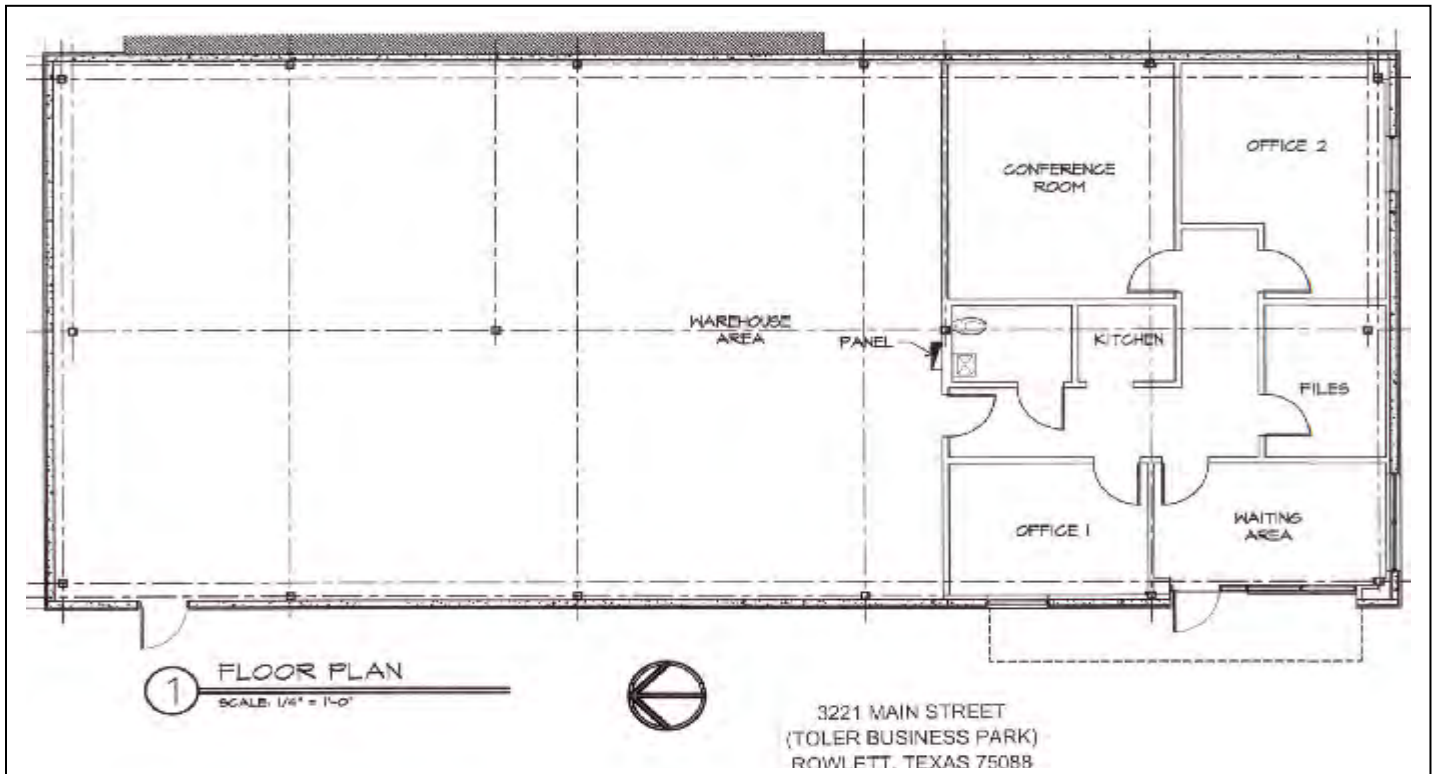 OFFICE 2
CONFERENCE
ROOM
WAREHOUSE
AREA
PANEL
KITCHEN
FILES
OFFICE 1
WAITING
AREA
1
FLOOR PLAN
SCALE: 1/4" = 1'-0"
3221 MAIN STREET
(TOLER BUSINESS PARK)
ROWLETT, TEXAS 75088